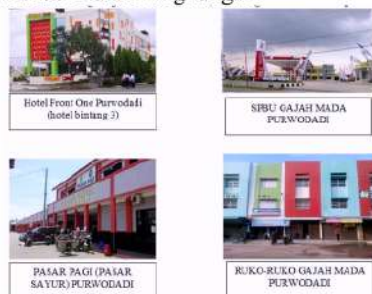 Hotel Front One Purwodadi
(hotel bintang 3)
SPBU GAJAH MADA
PURWODADI
PASAR PAGI (PASAR
SAYUR) PURWODADI
RUKO-RUKO GAJAH MADA
PURWODADI